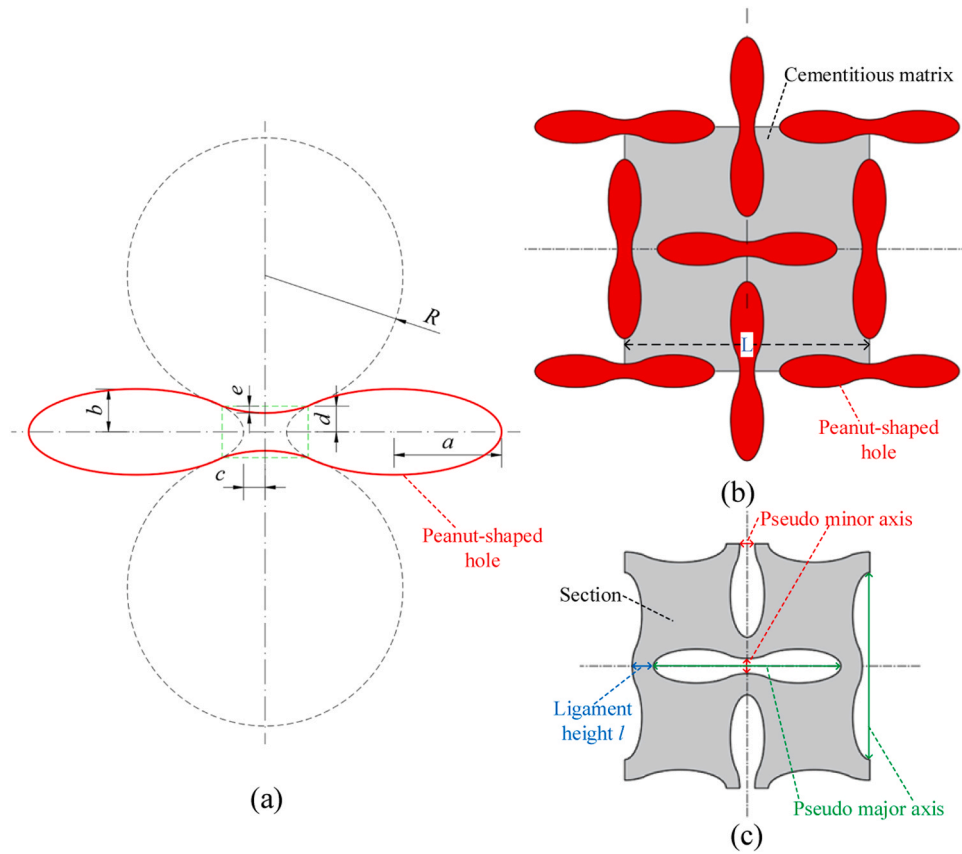 R
b
e
d
a
c
Peanut-shaped
hole
(a)
Cementitious matrix
L
Peanut-shaped
hole
(b)
Pseudo minor axis
Section
Ligament
height l
Pseudo major axis
(c)